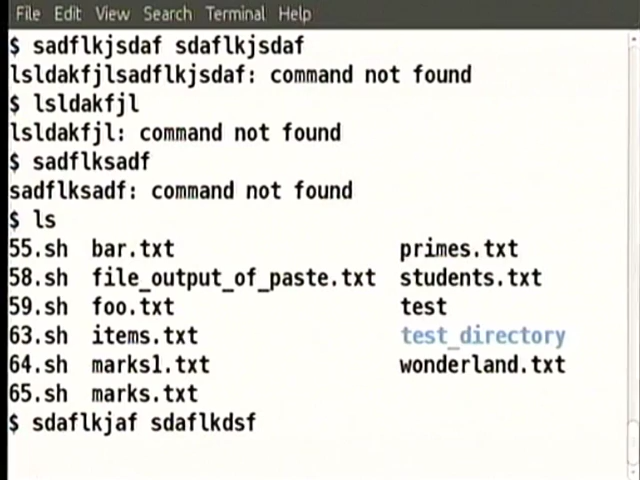 File Edit View Search Terminal Help
$ sadflkjsdaf sdaflkjsdaf
lsldakfjlsadflkjsdaf: command not found
$ lsldakfjl
lsldakfjl: command not found
$ sadflksadf
sadflksadf: command not found
$ ls
55.sh bar.txt primes.txt
58.sh file_output_of_paste.txt students.txt
59.sh foo.txt test
63.sh items.txt test_directory
64.sh marks1.txt wonderland.txt
65.sh marks.txt
$ sdaflkjaf sdaflkdsf